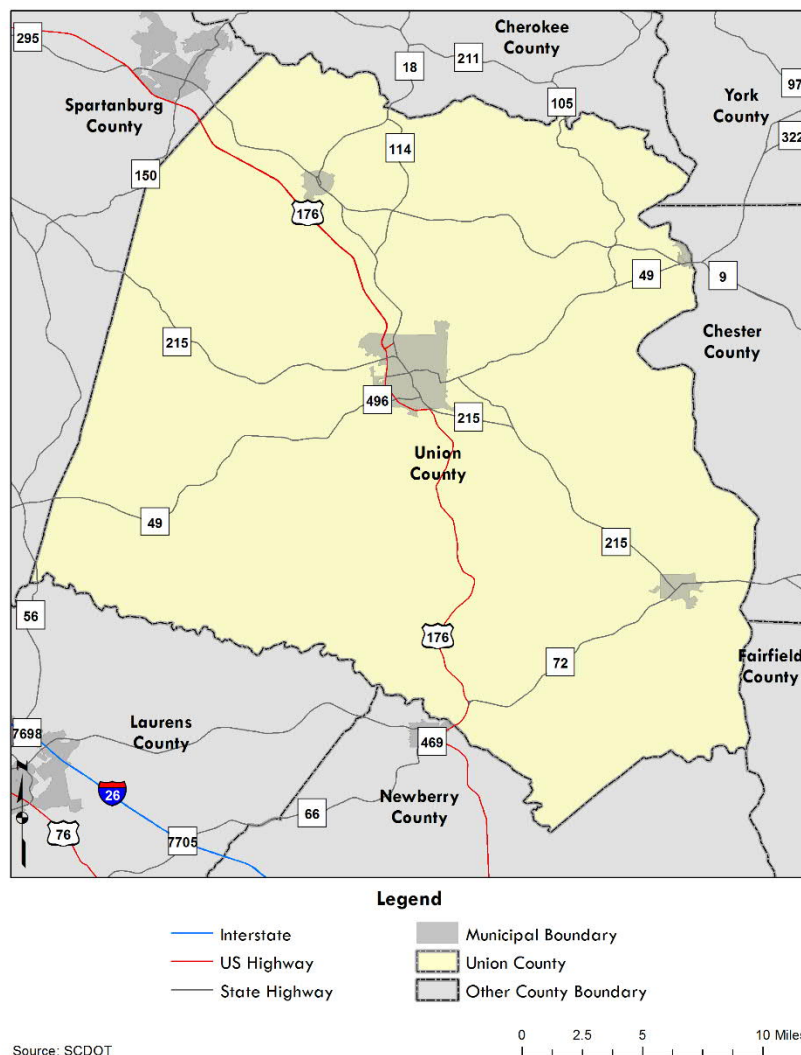 295
Cherokee
County
211
18
97
York
County
105
Spartanburg
County
322
114
150
176
49
9
215
Chester
County
496
215
Union
County
49
215
56
176
72
Fairfield
County
Laurens
County
7698
469
26
Newberry
County
66
76
7705
Legend
Interstate
Municipal Boundary
US Highway
Union County
State Highway
Other County Boundary
0 2.5 5 10 Miles
Source: SCDOT